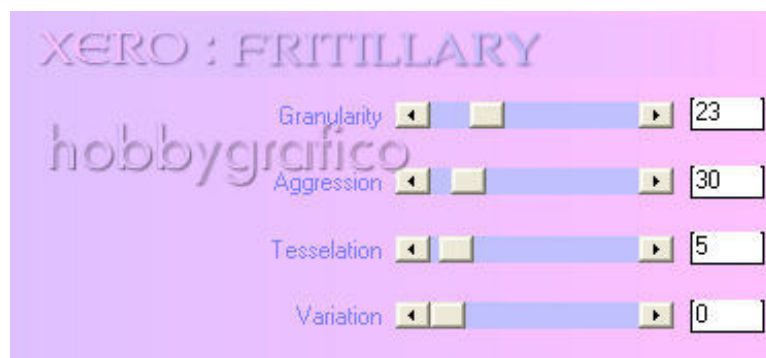 XERO : FRITILLARY
Granularity 23
hobbygrafico
Aggression 30
Tesselation 5
Variation 0